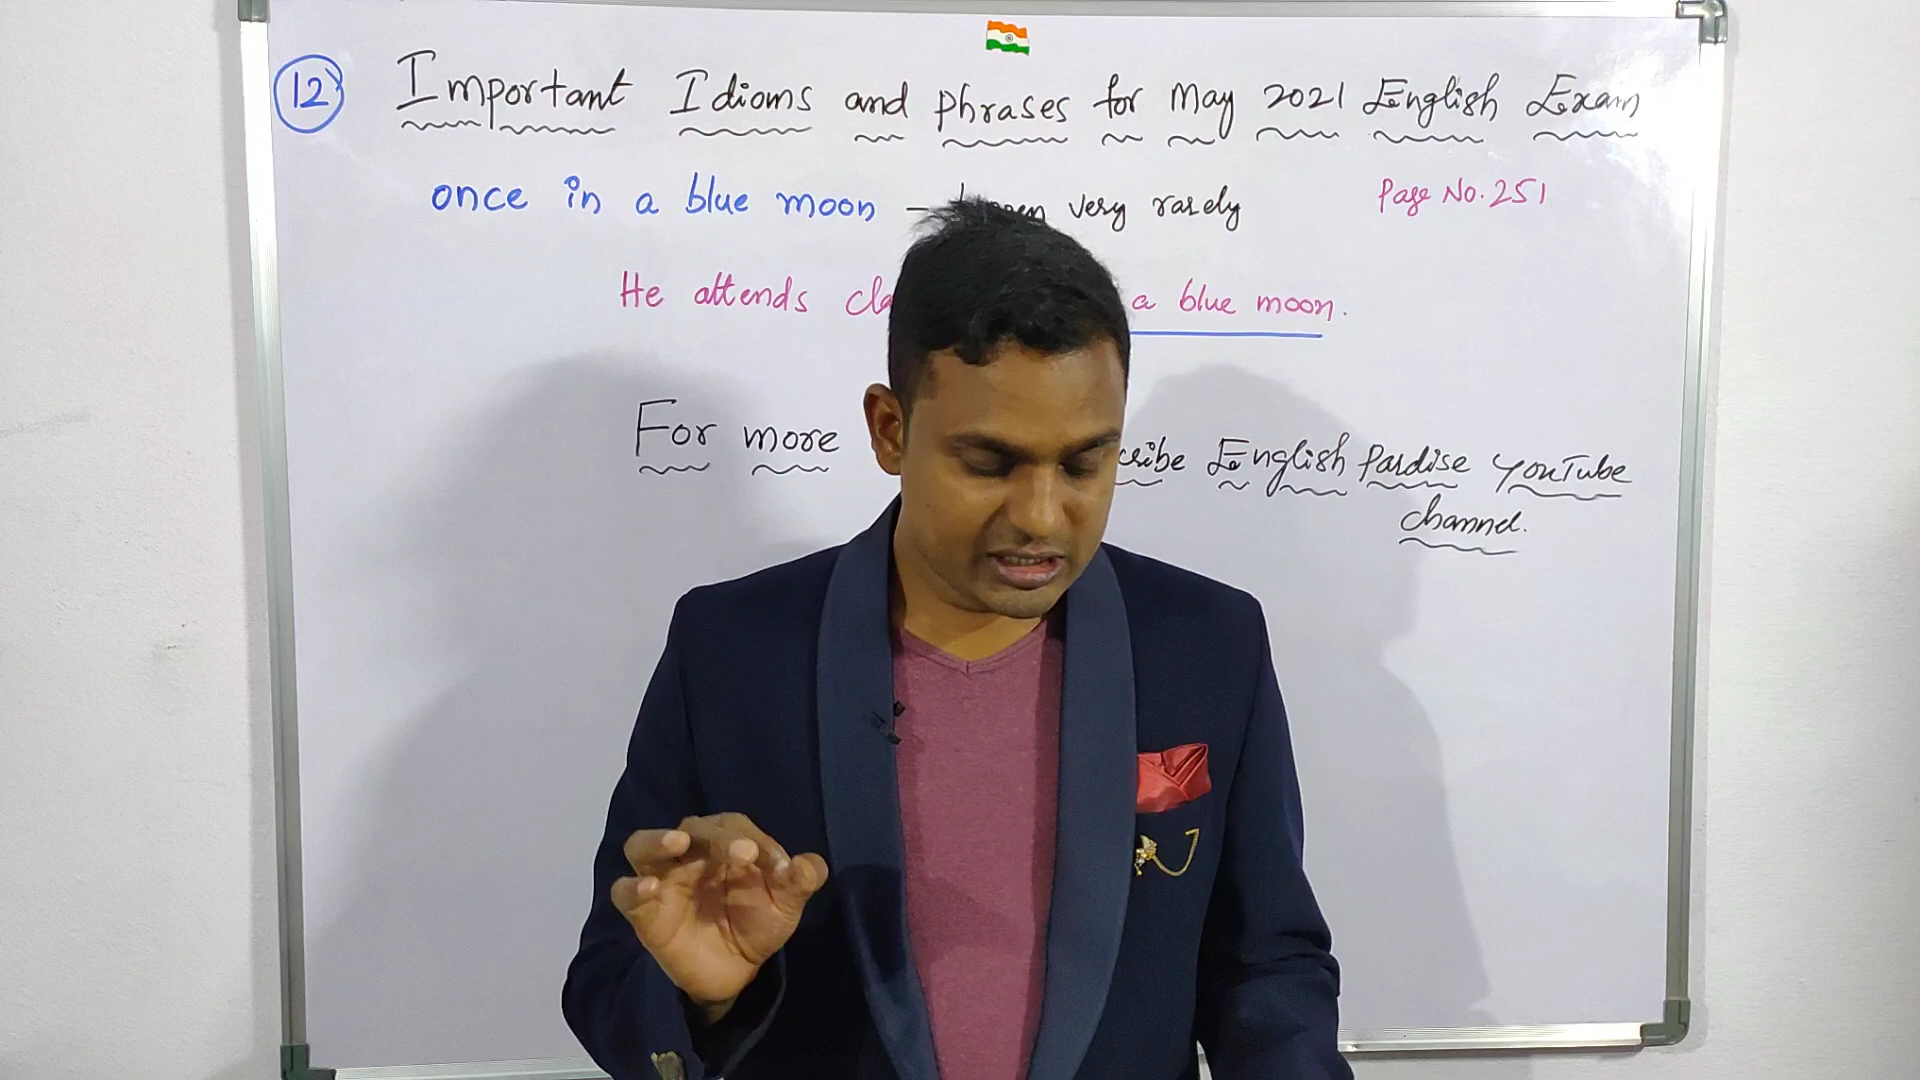 12 Important Idioms and phrases for May 2021 English Exam
once in a blue moon – very rarely
Page No. 251
He attends a blue moon.
For more English Pardise YouTube
channel.